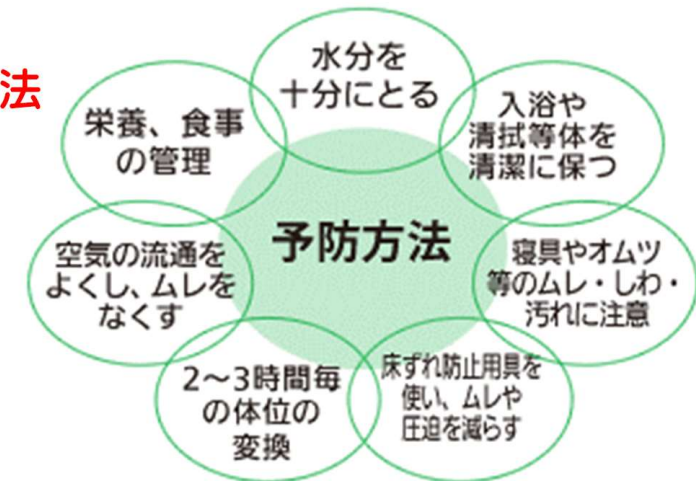 法
水分を
十分にとる
入浴や
清拭等体を
清潔に保つ
寝具やオムツ
等のムレ・しわ・
汚れに注意
床ずれ防止用具を
使い、ムレや
圧迫を減らす
2〜3時間毎
の体位の
変換
空気の流通を
よくし、ムレを
なくす
栄養、食事
の管理
予防方法